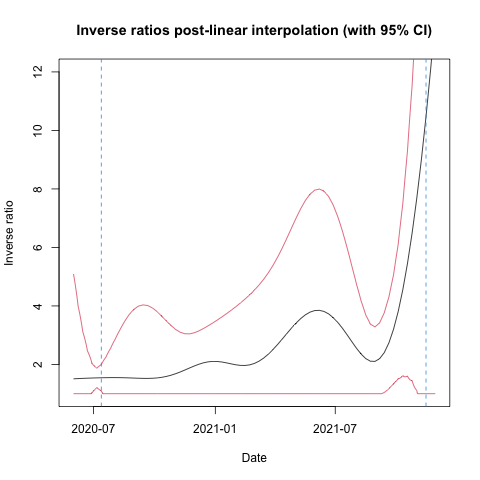 Inverse ratios post-linear interpolation (with 95% CI)
12
10
8
6
4
2
Inverse ratio
2020-07 2021-01 2021-07
Date